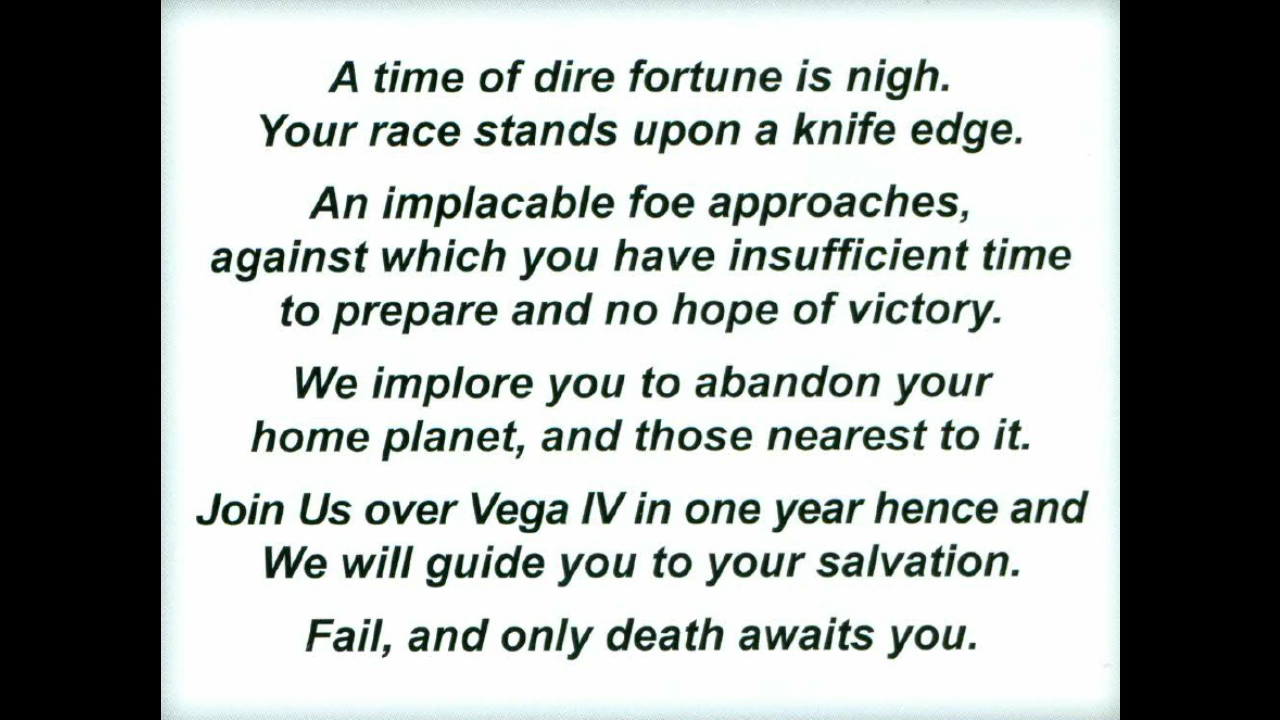 A time of dire fortune is nigh.
Your race stands upon a knife edge.
An implacable foe approaches,
against which you have insufficient time
to prepare and no hope of victory.
We implore you to abandon your
home planet, and those nearest to it.
Join Us over Vega IV in one year hence and
We will guide you to your salvation.
Fail, and only death awaits you.